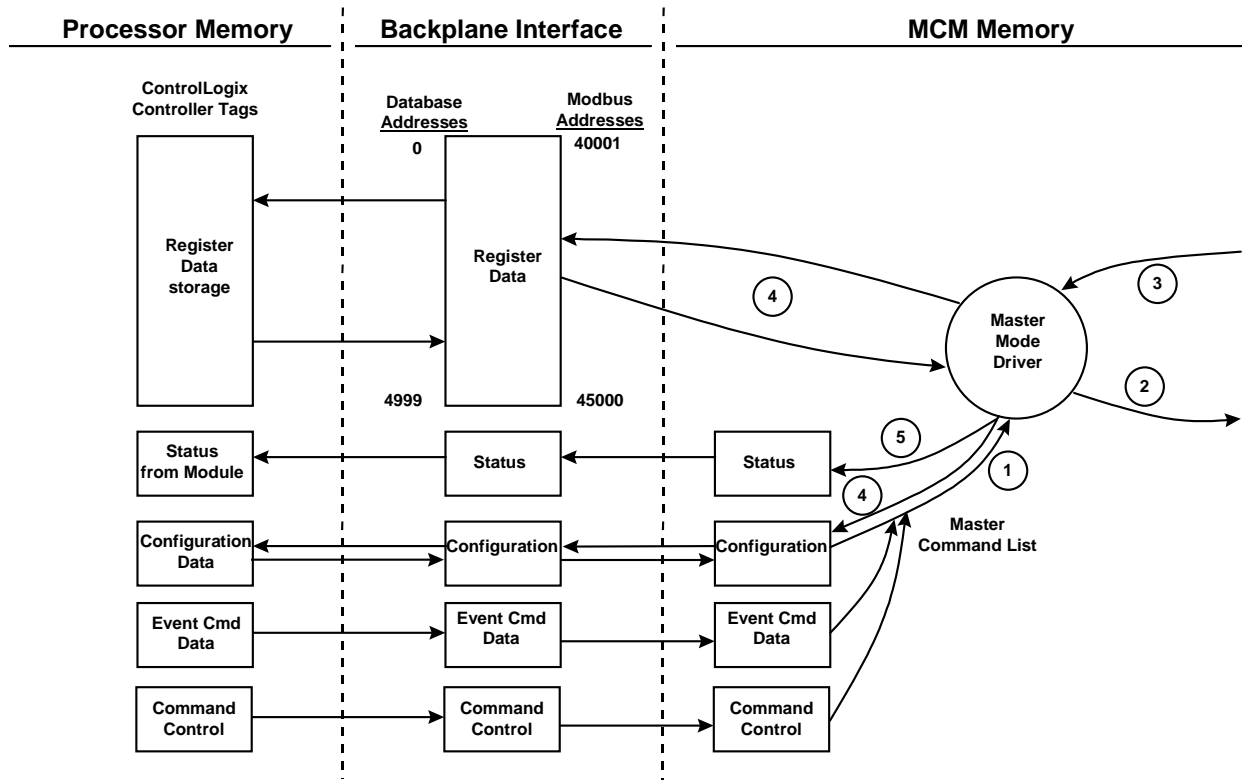 Processor Memory
Backplane Interface
MCM Memory
ControlLogix
Controller Tags
Database
Addresses
0
Modbus
Addresses
40001
Register
Data
storage
Register
Data
4
3
Master
Mode
Driver
2
4999
45000
Status
from Module
Status
Status
5
4
1
Configuration
Data
Configuration
Configuration
Master
Command List
Event Cmd
Data
Event Cmd
Data
Event Cmd
Data
Command
Control
Command
Control
Command
Control